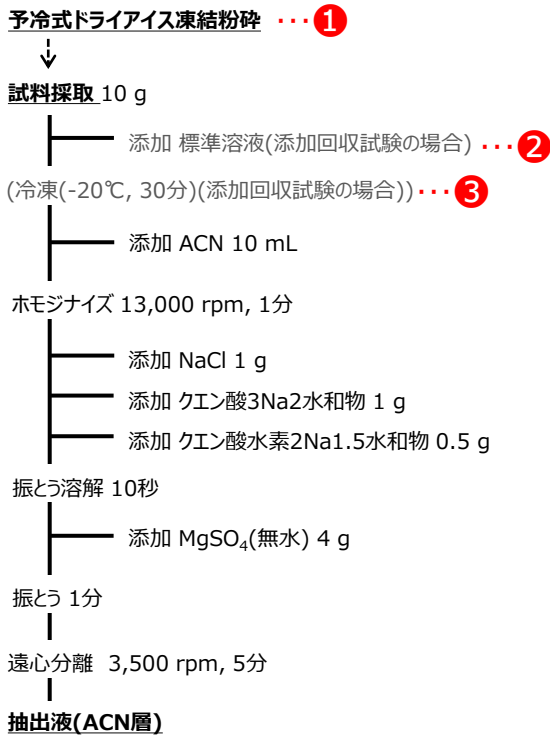 予冷式ドライアイス凍結粉砕 ･･･❶
試料採取 10 g
添加 標準溶液(添加回収試験の場合) ･･･❷
(冷凍(-20℃, 30分)(添加回収試験の場合))･･･❸
添加 ACN 10 mL
ホモジナイズ 13,000 rpm, 1分
添加 NaCl 1 g
添加 クエン酸3Na2水和物 1 g
添加 クエン酸水素2Na1.5水和物 0.5 g
振とう溶解 10秒
添加 MgSO₄(無水) 4 g
振とう 1分
遠心分離 3,500 rpm, 5分
抽出液(ACN層)